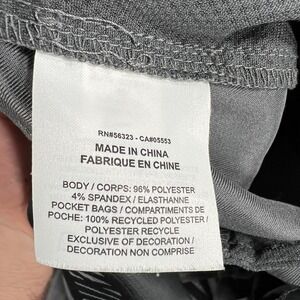 RN#56323 - CA#05553
MADE IN CHINA
FABRIQUE EN CHINE
BODY / CORPS: 96% POLYESTER
4% SPANDEX / ELASTHANNE
POCKET BAGS / COMPARTIMENTS DE
POCHE: 100% RECYCLED POLYESTER /
POLYESTER RECYCLE
EXCLUSIVE OF DECORATION /
DECORATION NON COMPRISE